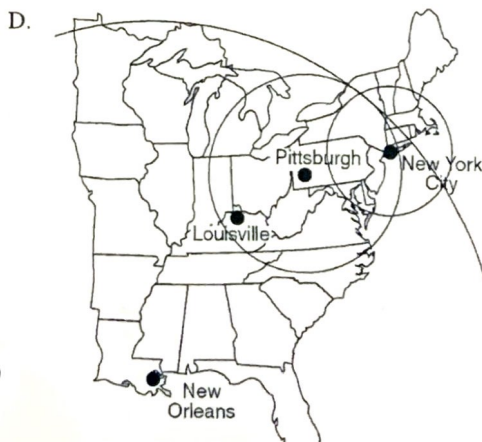 D.
Pittsburgh
New York
City
Louisville
New
Orleans